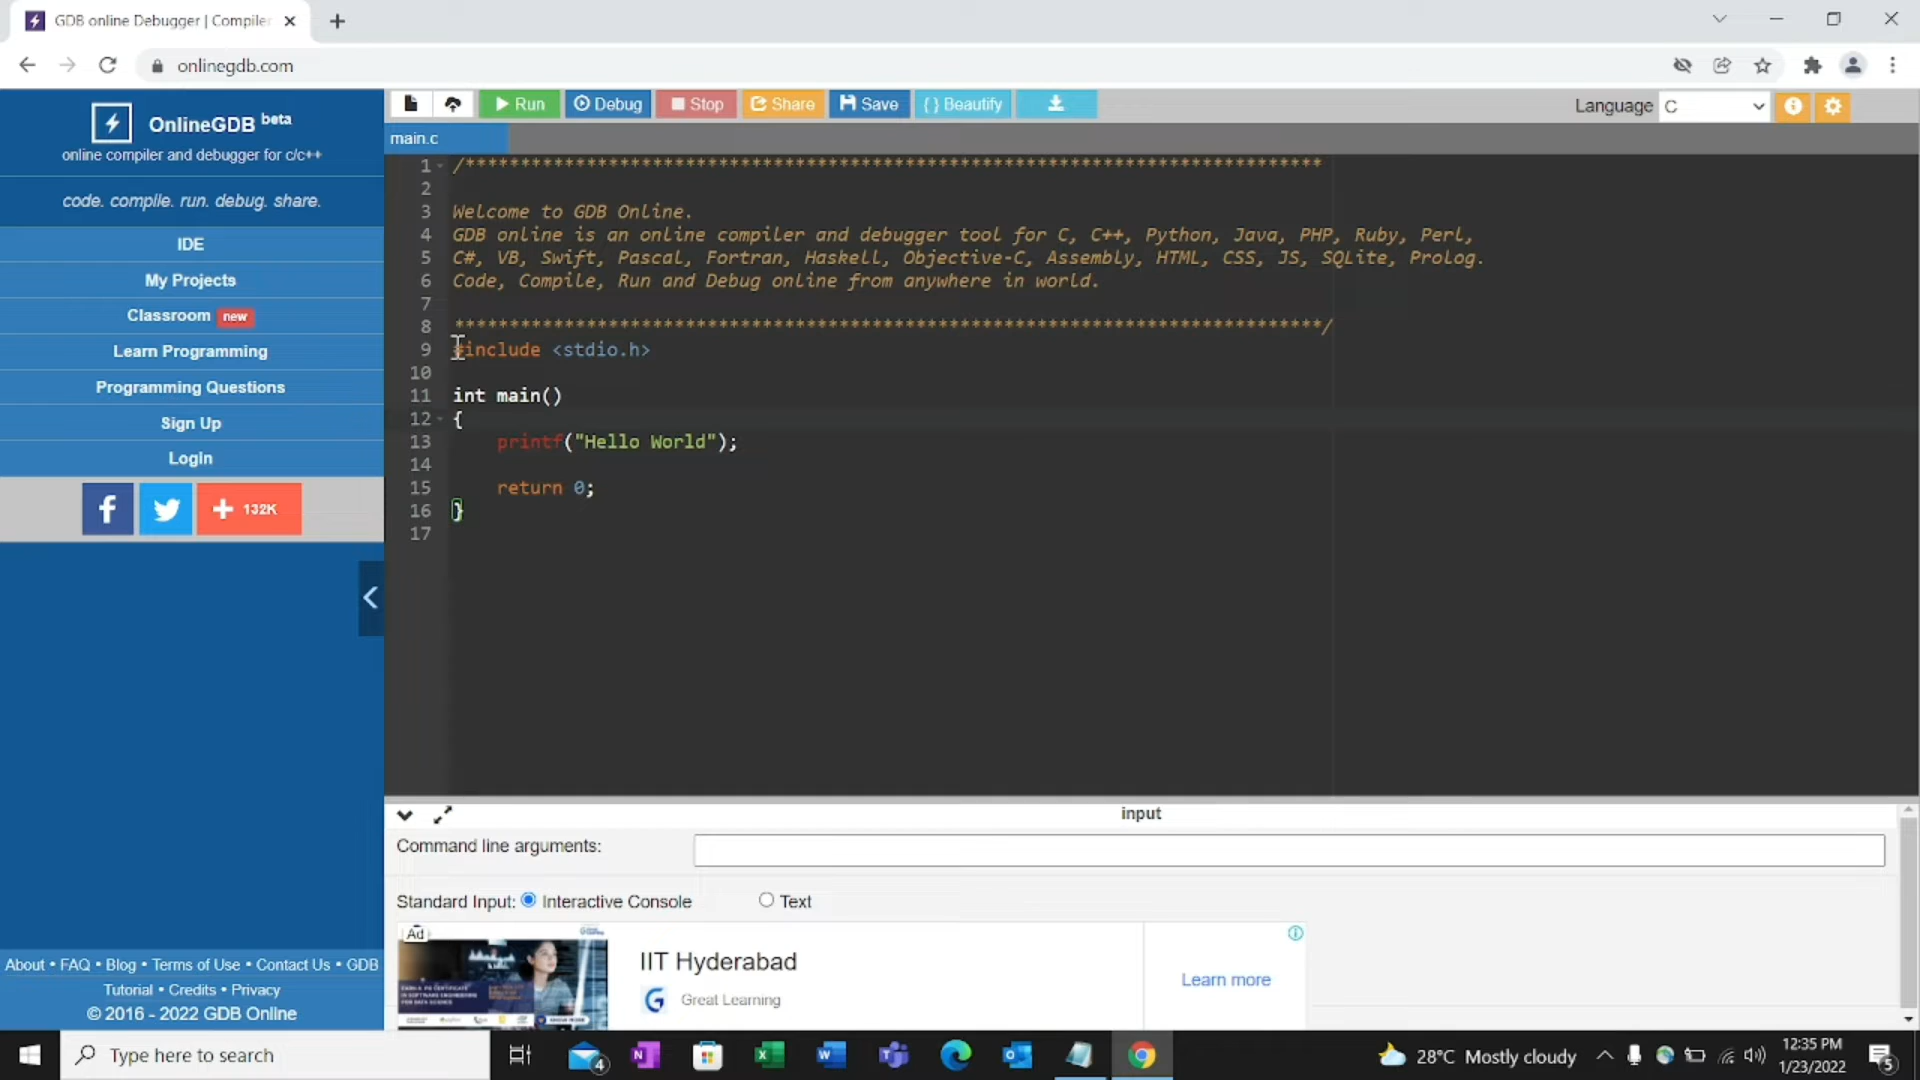 GDB online Debugger | Compiler
onlinegdb.com
OnlineGDB beta
online compiler and debugger for c/c++
code. compile. run. debug. share.
IDE
My Projects
Classroom new
Learn Programming
Programming Questions
Sign Up
Login
132K
About • FAQ • Blog • Terms of Use • Contact Us • GDB
Tutorial • Credits • Privacy
© 2016 - 2022 GDB Online
Run Debug Stop Share Save { } Beautify
Language C
main.c
1 /******************************************************************************
2
3 Welcome to GDB Online.
4 GDB online is an online compiler and debugger tool for C, C++, Python, Java, PHP, Ruby, Perl,
5 C#, VB, Swift, Pascal, Fortran, Haskell, Objective-C, Assembly, HTML, CSS, JS, SQLite, Prolog.
6 Code, Compile, Run and Debug online from anywhere in world.
7
8 *******************************************************************************/
9 #include <stdio.h>
10
11 int main()
12 {
13 printf("Hello World");
14
15 return 0;
16 }
17
input
Command line arguments:
Standard Input: Interactive Console Text
Ad
IIT Hyderabad
G Great Learning
Learn more
Type here to search
4
28°C Mostly cloudy
12:35 PM
1/23/2022
5